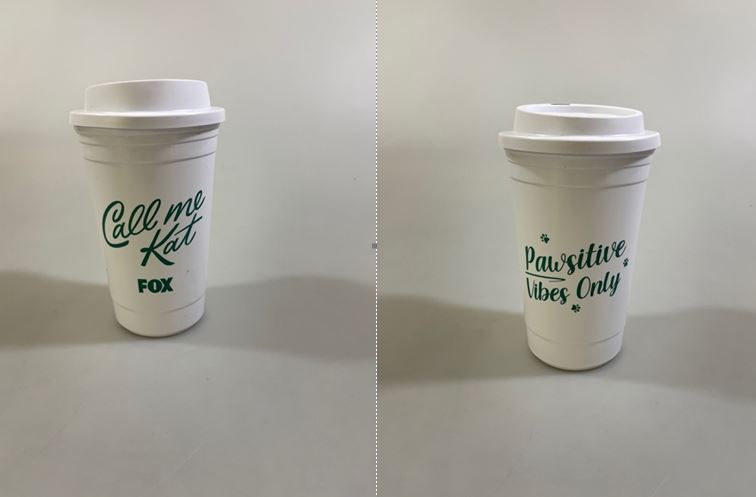 Call me
Kat
FOX
Pawsitive
Vibes Only